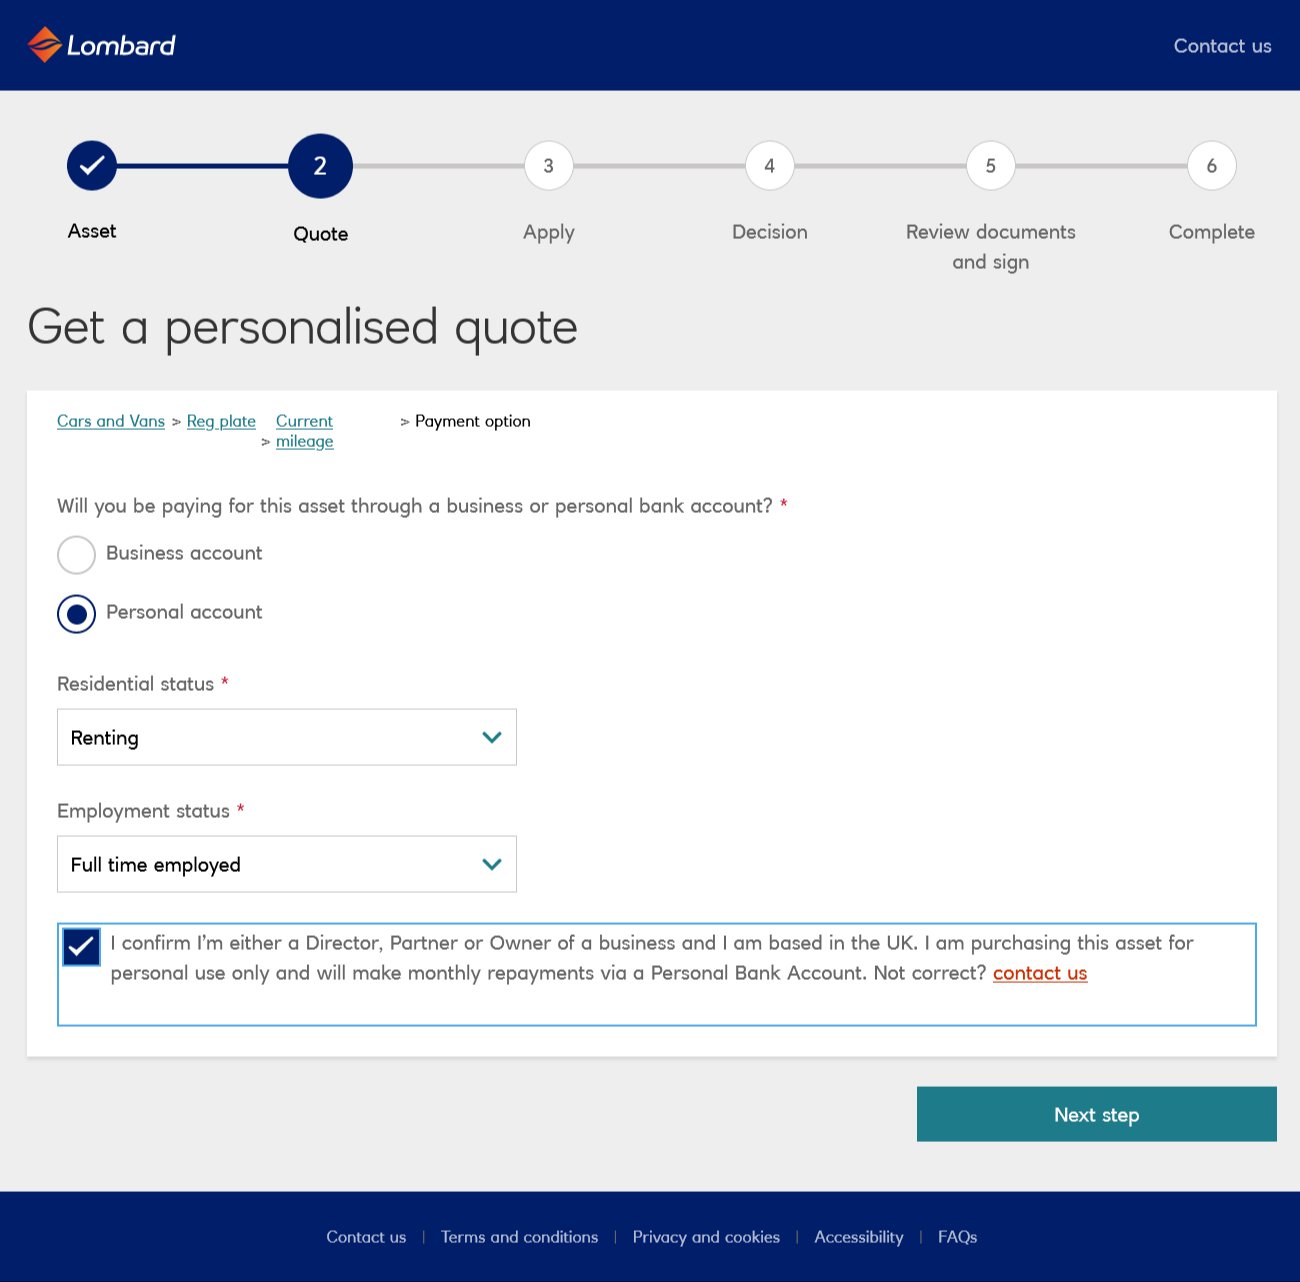 Lombard
Contact us
2
3
4
5
6
Asset
Quote
Apply
Decision
Review documents
and sign
Complete
Get a personalised quote
Cars and Vans > Reg plate > Current
mileage
> Payment option
Will you be paying for this asset through a business or personal bank account? *
Business account
Personal account
Residential status *
Renting
Employment status *
Full time employed
I confirm I'm either a Director, Partner or Owner of a business and I am based in the UK. I am purchasing this asset for
personal use only and will make monthly repayments via a Personal Bank Account. Not correct? contact us
Next step
Contact us | Terms and conditions | Privacy and cookies | Accessibility | FAQs